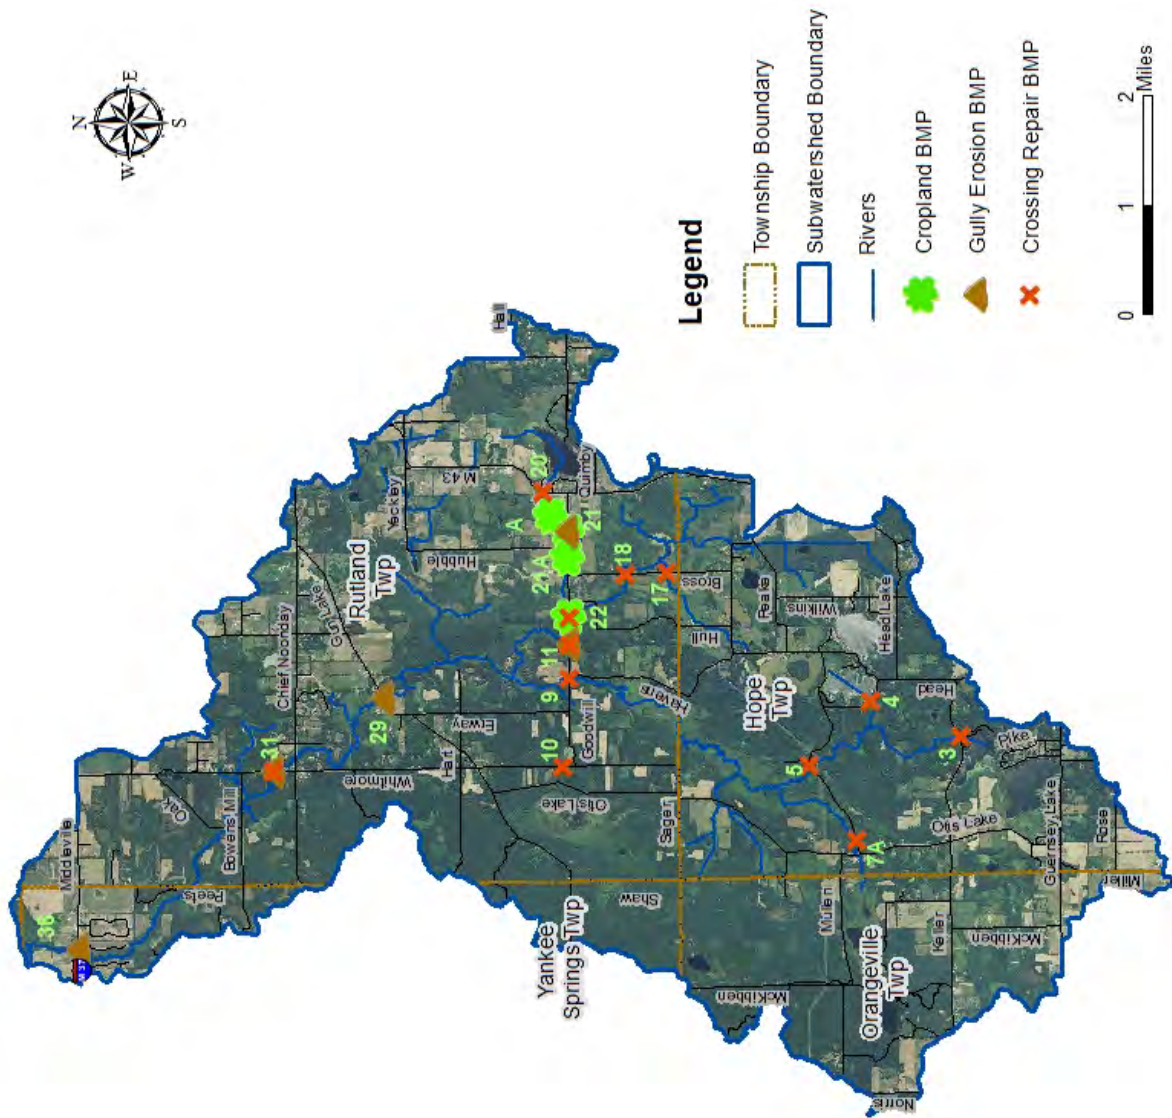 N
W
E
S
Legend
Township Boundary
Subwatershed Boundary
Rivers
Cropland BMP
Gully Erosion BMP
Crossing Repair BMP
0
1
2
Miles
Hall
Middleville
Oak
Peets
Bowens Mill
31
Chief Noonday
Gun Lake
Rutland
Twp
Yeckley
M 43
Hubble
20
A
21A
21
Quimby
18
17
Bross
22
11
9
Goodwill
Havens
Hull
29
Erway
Hart
Whitmore
10
Otis Lake
Sager
Shaw
Yankee
Springs Twp
Hope
Twp
Peake
Wilkins
Head Lake
Head
4
3
Pike
5
7A
Otis Lake
Guernsey Lake
Rose
Miller
Mullen
Keller
McKibben
McKibben
Orangeville
Twp
Norris